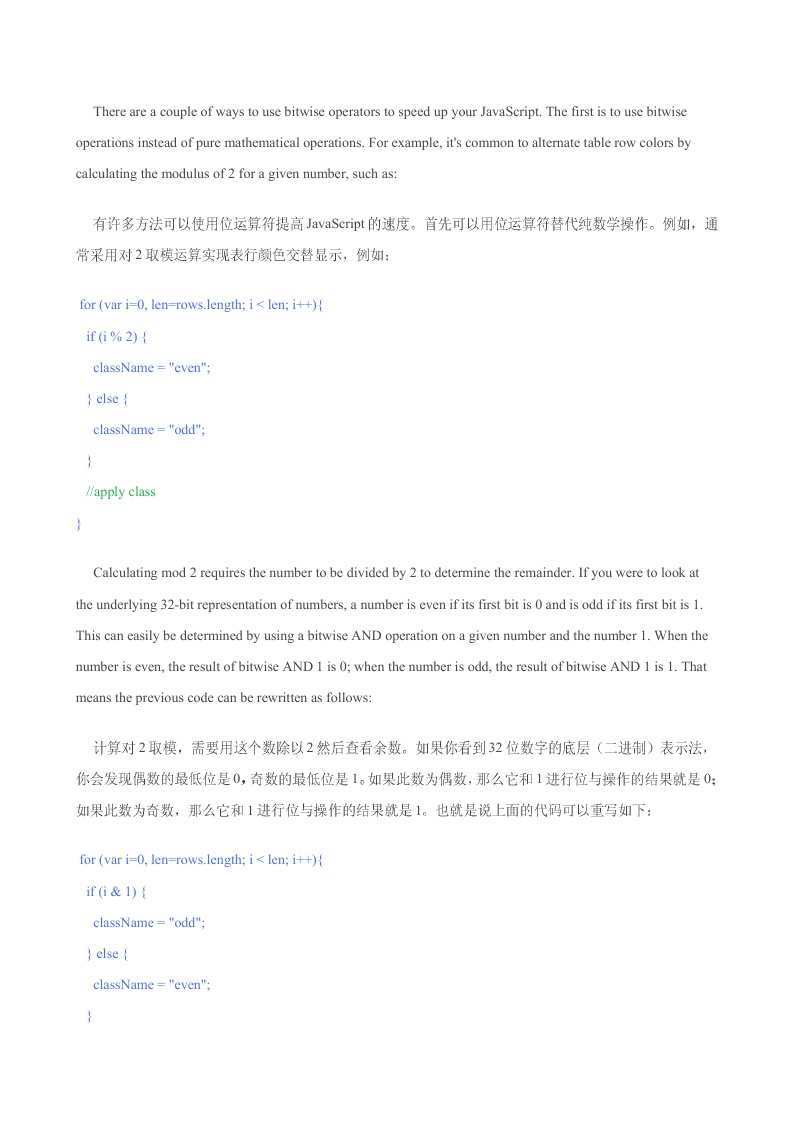 There are a couple of ways to use bitwise operators to speed up your JavaScript. The first is to use bitwise
operations instead of pure mathematical operations. For example, it's common to alternate table row colors by
calculating the modulus of 2 for a given number, such as:
有许多方法可以使用位运算符提高 JavaScript 的速度。首先可以用位运算符替代纯数学操作。例如，通
常采用对 2 取模运算实现表行颜色交替显示，例如：
for (var i=0, len=rows.length; i < len; i++){
if (i % 2) {
className = "even";
} else {
className = "odd";
}
//apply class
}
Calculating mod 2 requires the number to be divided by 2 to determine the remainder. If you were to look at
the underlying 32-bit representation of numbers, a number is even if its first bit is 0 and is odd if its first bit is 1.
This can easily be determined by using a bitwise AND operation on a given number and the number 1. When the
number is even, the result of bitwise AND 1 is 0; when the number is odd, the result of bitwise AND 1 is 1. That
means the previous code can be rewritten as follows:
计算对 2 取模，需要用这个数除以 2 然后查看余数。如果你看到 32 位数字的底层（二进制）表示法，
你会发现偶数的最低位是 0，奇数的最低位是 1。如果此数为偶数，那么它和 1 进行位与操作的结果就是 0；
如果此数为奇数，那么它和 1 进行位与操作的结果就是 1。也就是说上面的代码可以重写如下：
for (var i=0, len=rows.length; i < len; i++){
if (i & 1) {
className = "odd";
} else {
className = "even";
}